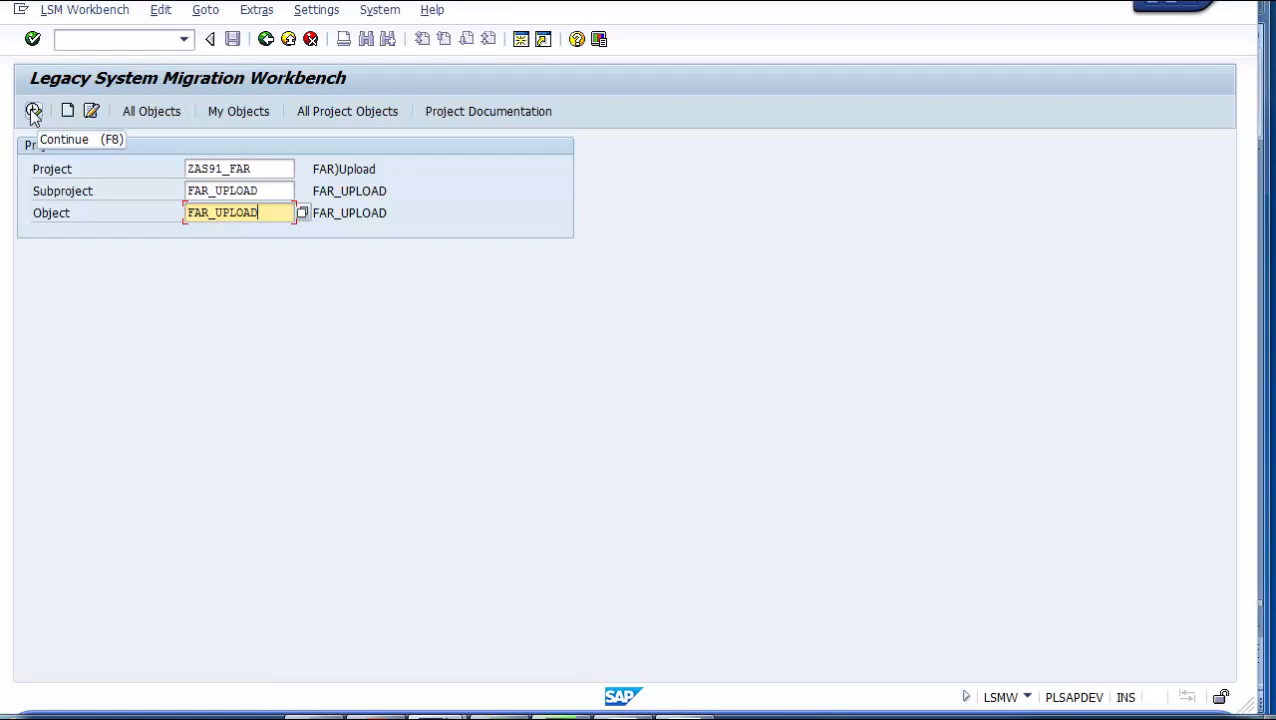 LSM Workbench Edit Goto Extras Settings System Help
Legacy System Migration Workbench
All Objects My Objects All Project Objects Project Documentation
Continue (F8)
Project ZAS91_FAR FAR)Upload
Subproject FAR_UPLOAD FAR_UPLOAD
Object FAR_UPLOAD FAR_UPLOAD
SAP LSMW PLSAPDEV INS